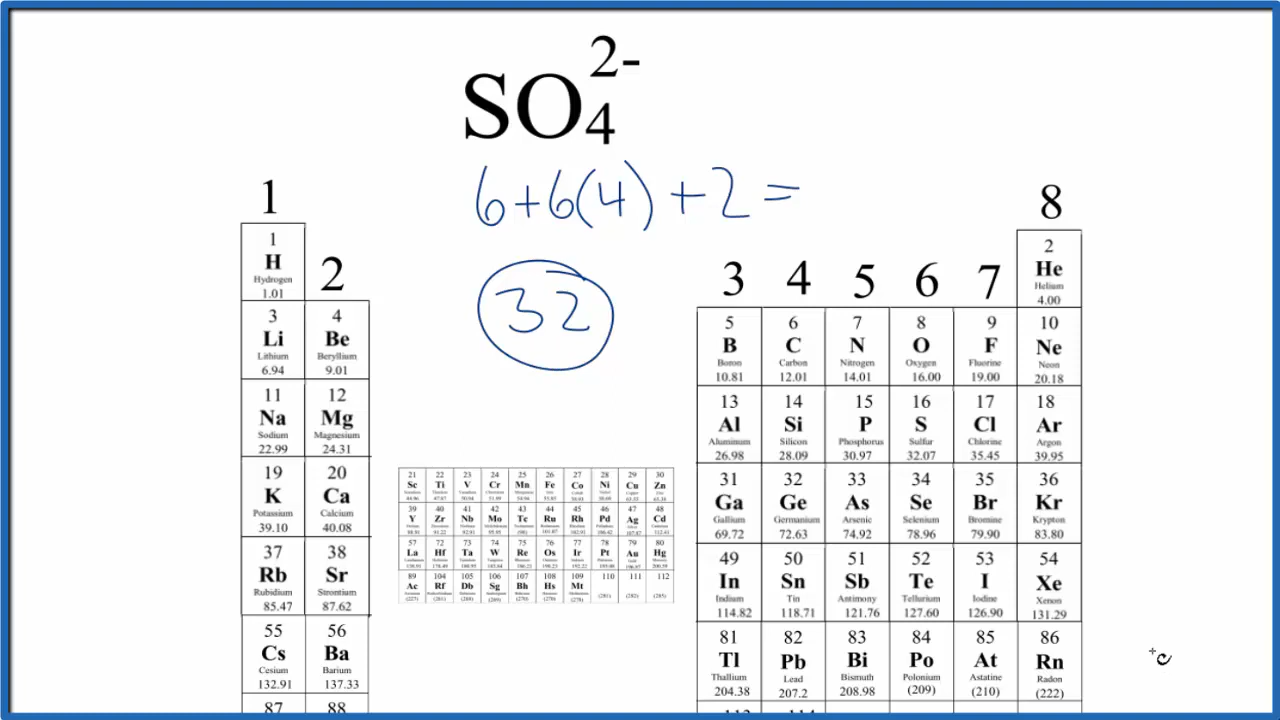 SO₄²⁻
6+6(4)+2=
32
1 2 3 4 5 6 7 8
1 2
H He
Hydrogen Helium
1.01 4.00
3 4 5 6 7 8 9 10
Li Be B C N O F Ne
Lithium Beryllium Boron Carbon Nitrogen Oxygen Fluorine Neon
6.94 9.01 10.81 12.01 14.01 16.00 19.00 20.18
11 12 13 14 15 16 17 18
Na Mg Al Si P S Cl Ar
Sodium Magnesium Aluminum Silicon Phosphorus Sulfur Chlorine Argon
22.99 24.31 26.98 28.09 30.97 32.07 35.45 39.95
19 20 31 32 33 34 35 36
K Ca Ga Ge As Se Br Kr
Potassium Calcium Gallium Germanium Arsenic Selenium Bromine Krypton
39.10 40.08 69.72 72.63 74.92 78.96 79.90 83.80
37 38 49 50 51 52 53 54
Rb Sr In Sn Sb Te I Xe
Rubidium Strontium Indium Tin Antimony Tellurium Iodine Xenon
85.47 87.62 114.82 118.71 121.76 127.60 126.90 131.29
55 56 81 82 83 84 85 86
Cs Ba Tl Pb Bi Po At Rn
Cesium Barium Thallium Lead Bismuth Polonium Astatine Radon
132.91 137.33 204.38 207.2 208.98 (209) (210) (222)
87 88
21 22 23 24 25 26 27 28 29 30
Sc Ti V Cr Mn Fe Co Ni Cu Zn
39 40 41 42 43 44 45 46 47 48
Y Zr Nb Mo Tc Ru Rh Pd Ag Cd
57 72 73 74 75 76 77 78 79 80
La Hf Ta W Re Os Ir Pt Au Hg
89 104 105 106 107 108 109 110 111 112
Ac Rf Db Sg Bh Hs Mt